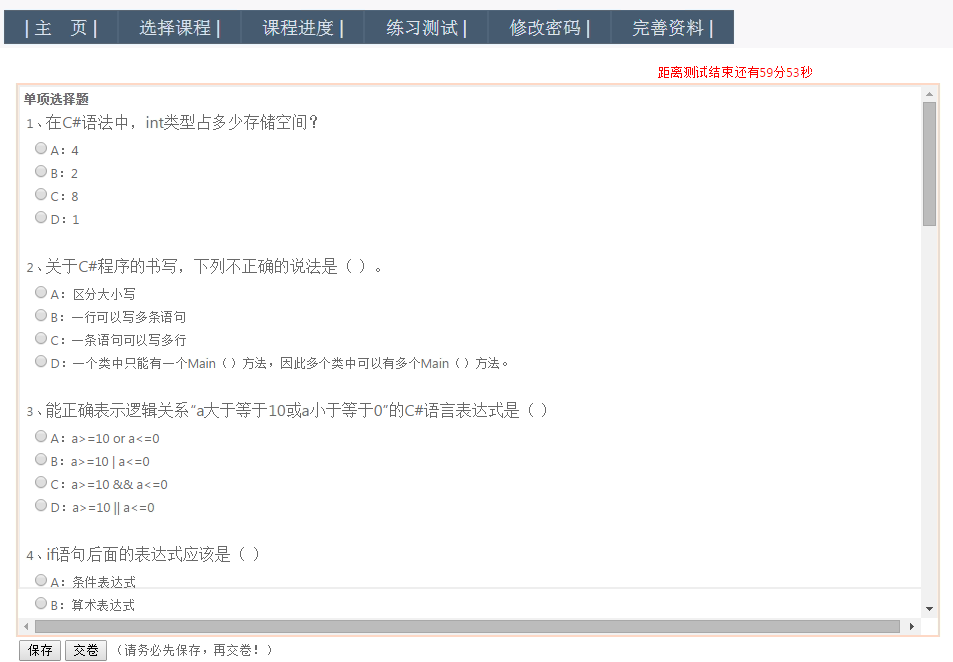 | 主 页 | 选择课程 | 课程进度 | 练习测试 | 修改密码 | 完善资料 |
距离测试结束还有59分53秒
单项选择题
1、在C#语法中，int类型占多少存储空间？
A：4
B：2
C：8
D：1
2、关于C#程序的书写，下列不正确的说法是（ ）。
A：区分大小写
B：一行可以写多条语句
C：一条语句可以写多行
D：一个类中只能有一个Main（）方法，因此多个类中可以有多个Main（）方法。
3、能正确表示逻辑关系“a大于等于10或a小于等于0”的C#语言表达式是（ ）
A：a>=10 or a<=0
B：a>=10 | a<=0
C：a>=10 && a<=0
D：a>=10 || a<=0
4、if语句后面的表达式应该是（ ）
A：条件表达式
B：算术表达式
保存 交卷 （请务必先保存，再交卷！）